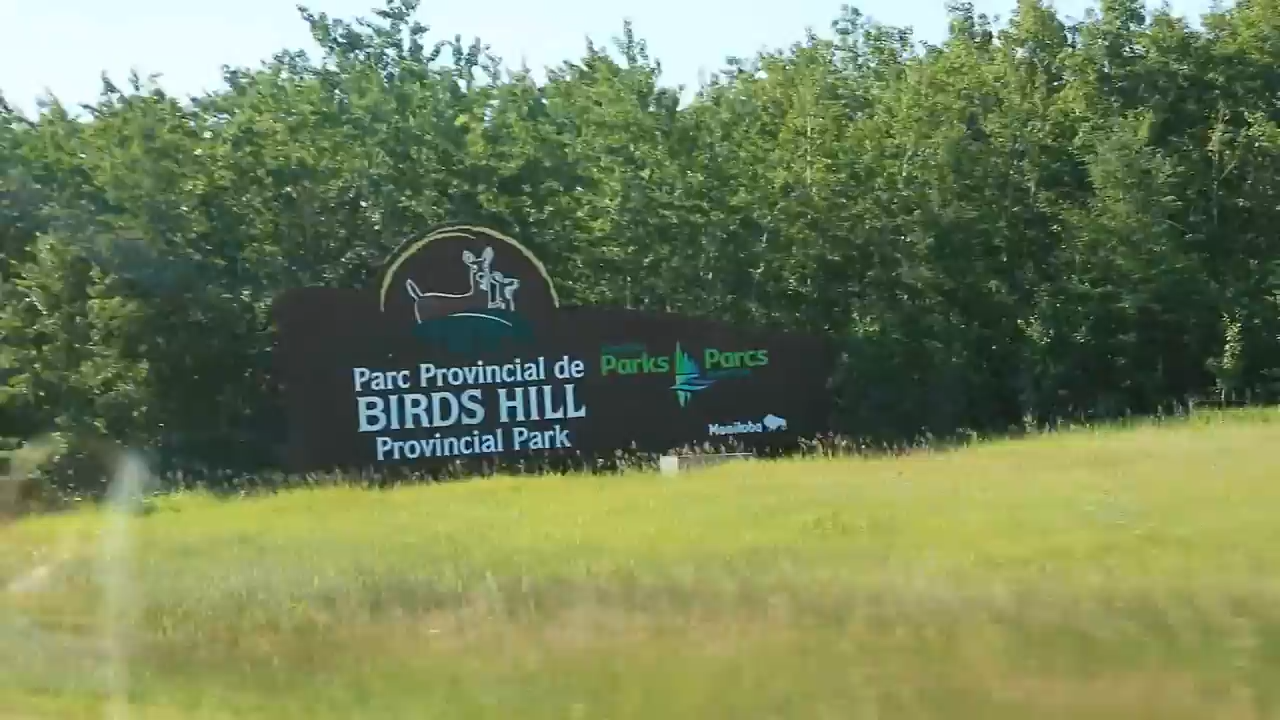 Parc Provincial de
BIRDS HILL
Provincial Park
Parks Parcs
Manitoba